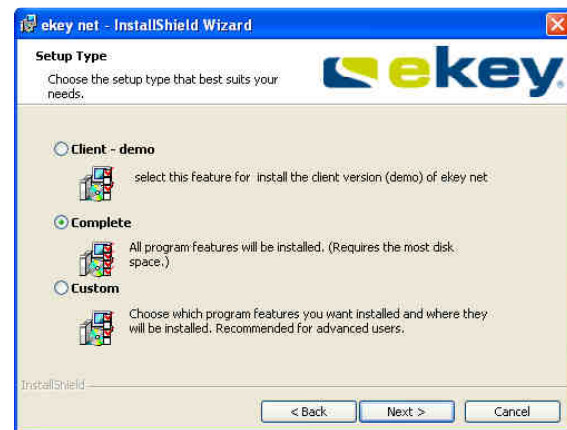 ekey net - InstallShield Wizard
Setup Type
Choose the setup type that best suits your
needs.
ekey
Client - demo
select this feature for install the client version (demo) of ekey net
Complete
All program features will be installed. (Requires the most disk
space.)
Custom
Choose which program features you want installed and where they
will be installed. Recommended for advanced users.
InstallShield
< Back Next > Cancel